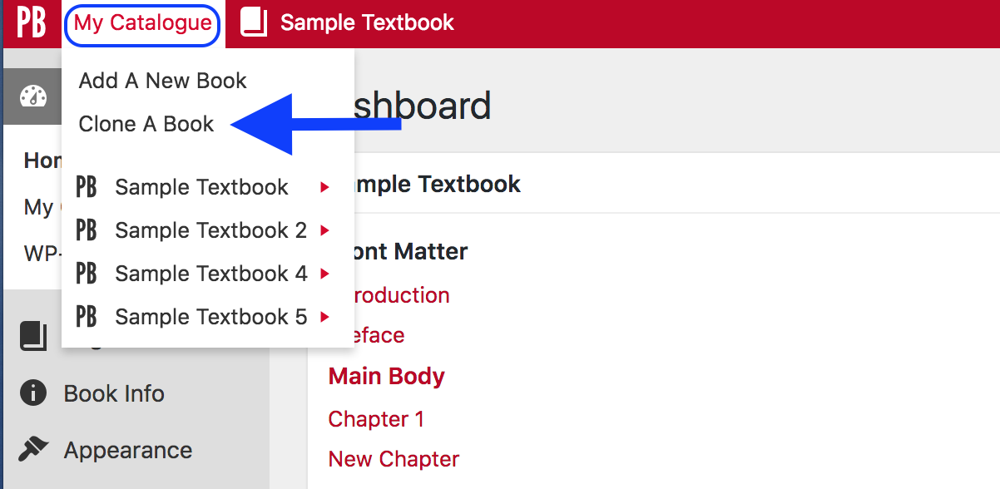 PB My Catalogue Sample Textbook
Add A New Book
Clone A Book
PB Sample Textbook
PB Sample Textbook 2
PB Sample Textbook 4
PB Sample Textbook 5
Hom
My
WP-
Book Info
Appearance
shboard
mple Textbook
ont Matter
roduction
eface
Main Body
Chapter 1
New Chapter